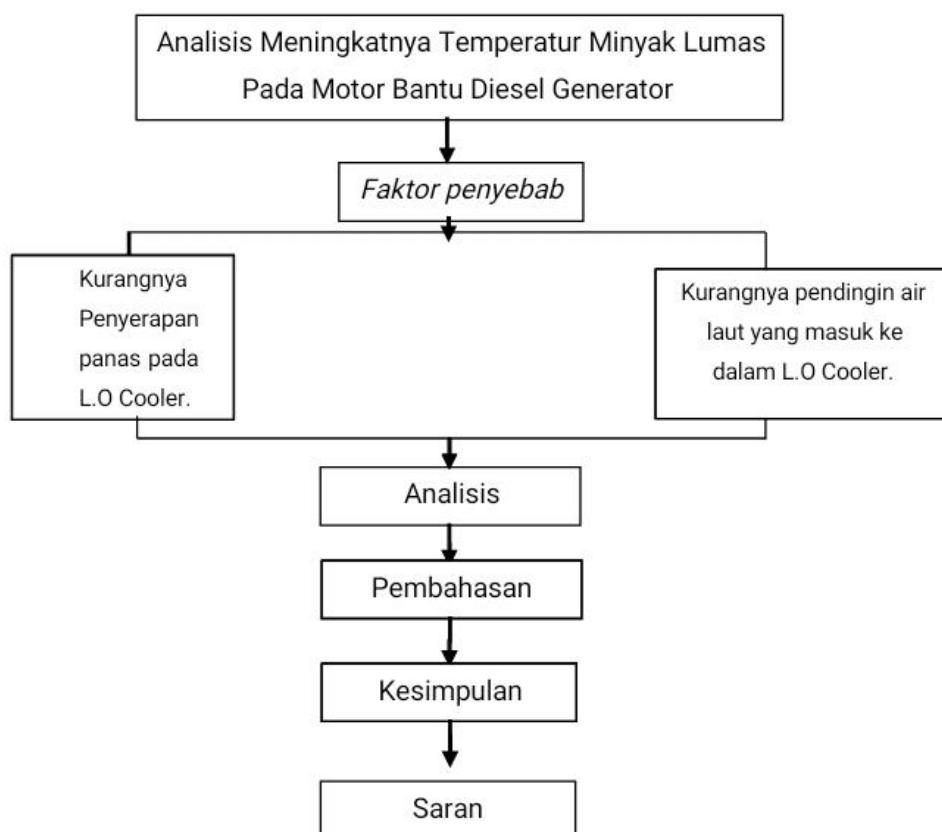 Analisis Meningkatnya Temperatur Minyak Lumas
Pada Motor Bantu Diesel Generator
Faktor penyebab
Kurangnya
Penyerapan
panas pada
L.O Cooler.
Kurangnya pendingin air
laut yang masuk ke
dalam L.O Cooler.
Analisis
Pembahasan
Kesimpulan
Saran